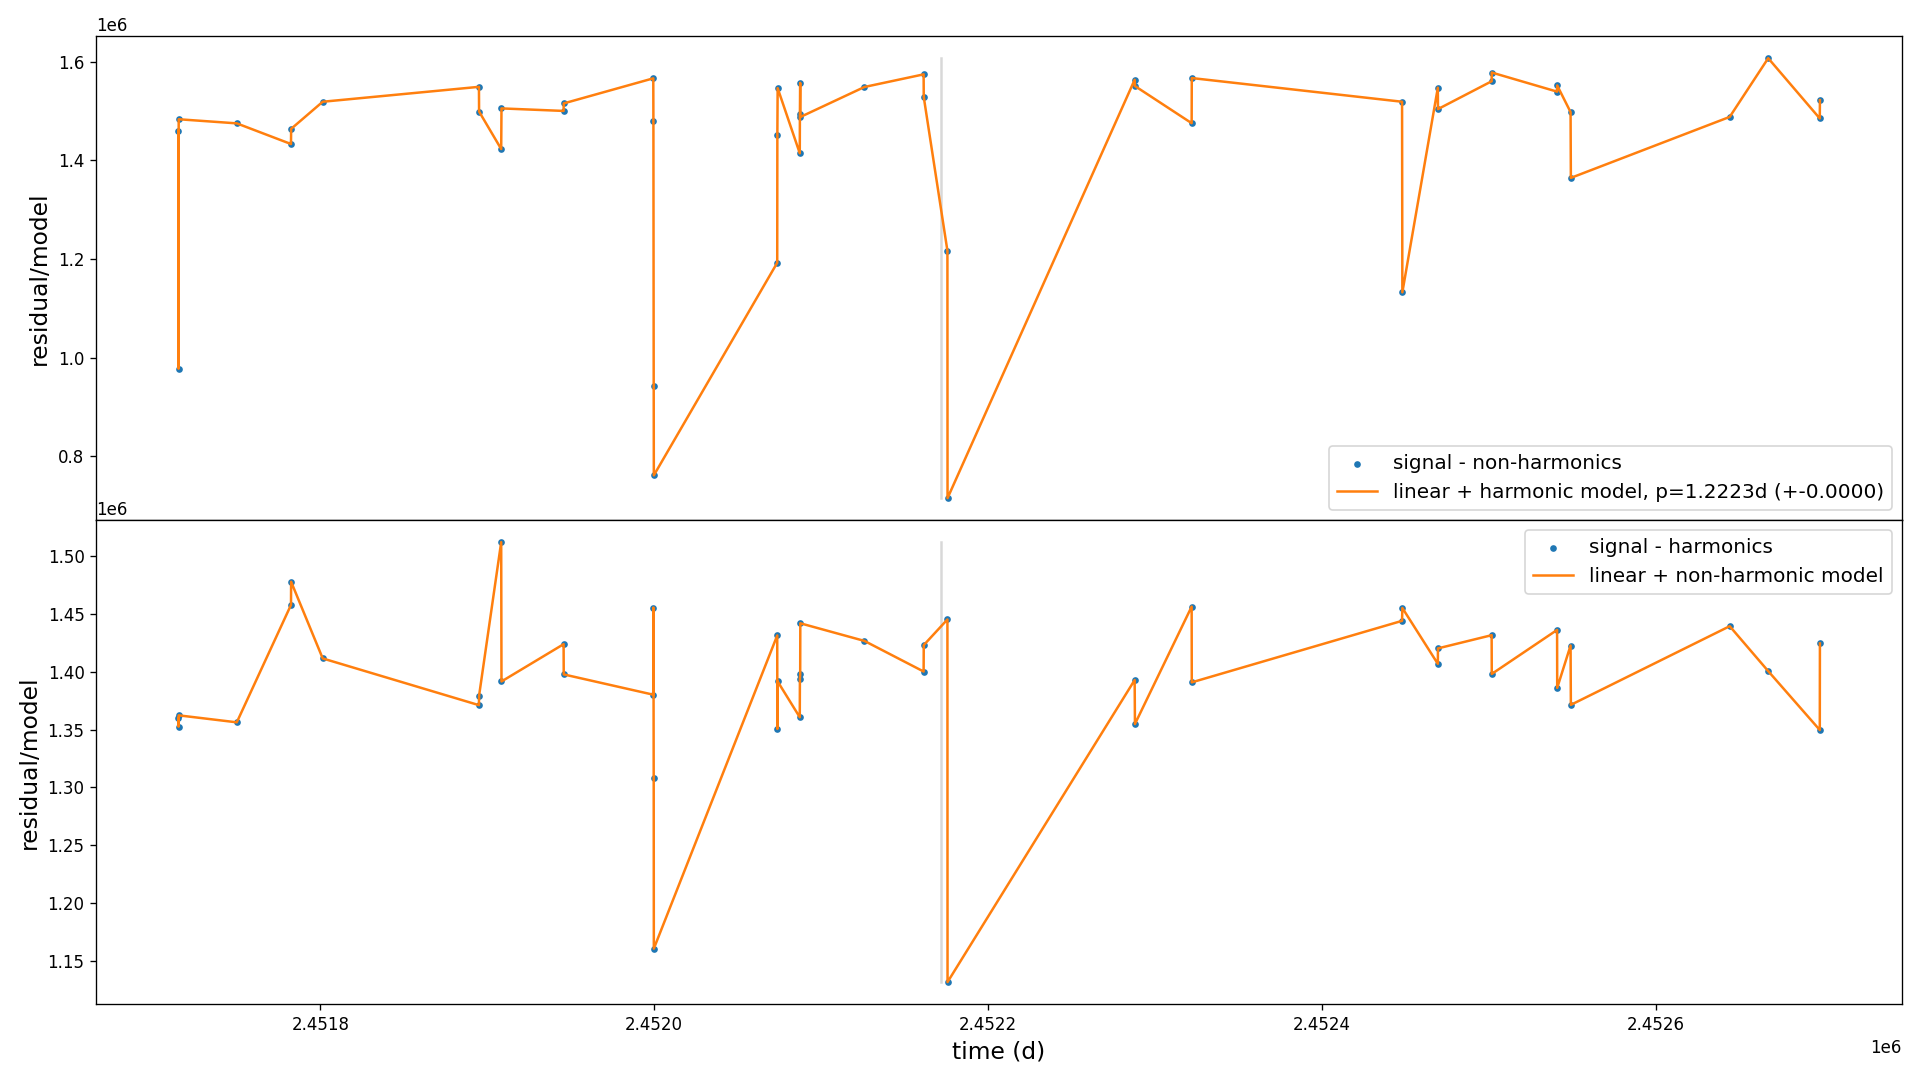 1e6
1.6
1.4
1.2
1.0
0.8
residual/model
signal - non-harmonics
linear + harmonic model, p=1.2223d (+-0.0000)
1e6
1.50
1.45
1.40
1.35
1.30
1.25
1.20
1.15
residual/model
signal - harmonics
linear + non-harmonic model
2.4518 2.4520 2.4522 2.4524 2.4526
1e6
time (d)